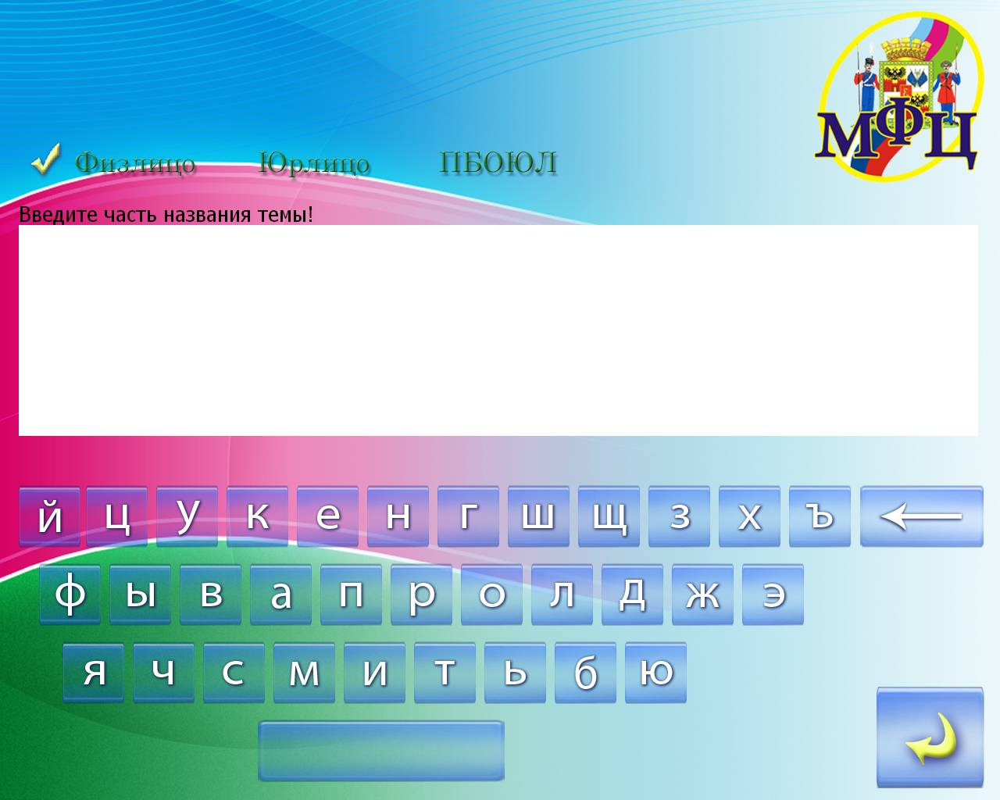 МФЦ
Физлицо Юрлицо ПБОЮЛ
Введите часть названия темы!
й ц у к е н г ш щ з х ъ
ф ы в а п р о л д ж э
я ч с м и т ь б ю